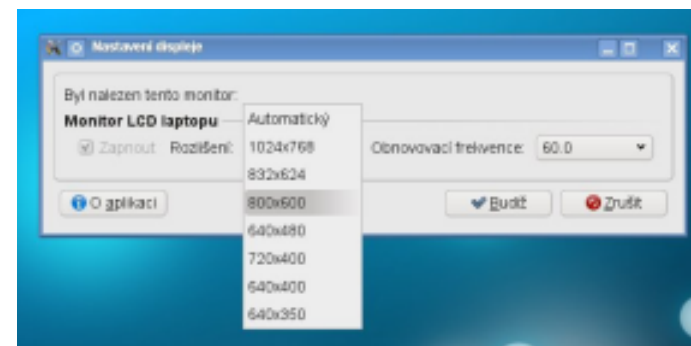 Nastavení displeje
Byl nalezen tento monitor:
Monitor LCD laptopu
Zapnout Rozlišení: Obnovovací frekvence: 60.0
Automatický
1024x768
832x624
800x600
640x480
720x400
640x400
640x350
O aplikaci Budiž Zrušit